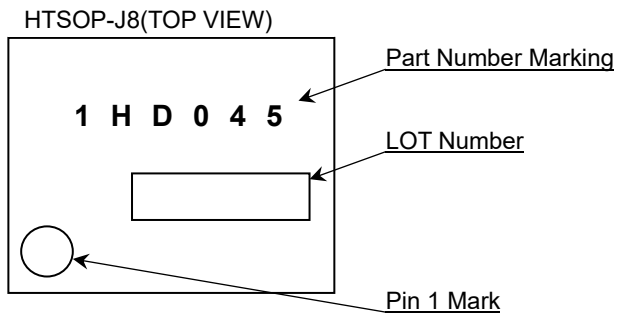 HTSOP-J8(TOP VIEW)
Part Number Marking
1 H D 0 4 5
LOT Number
Pin 1 Mark